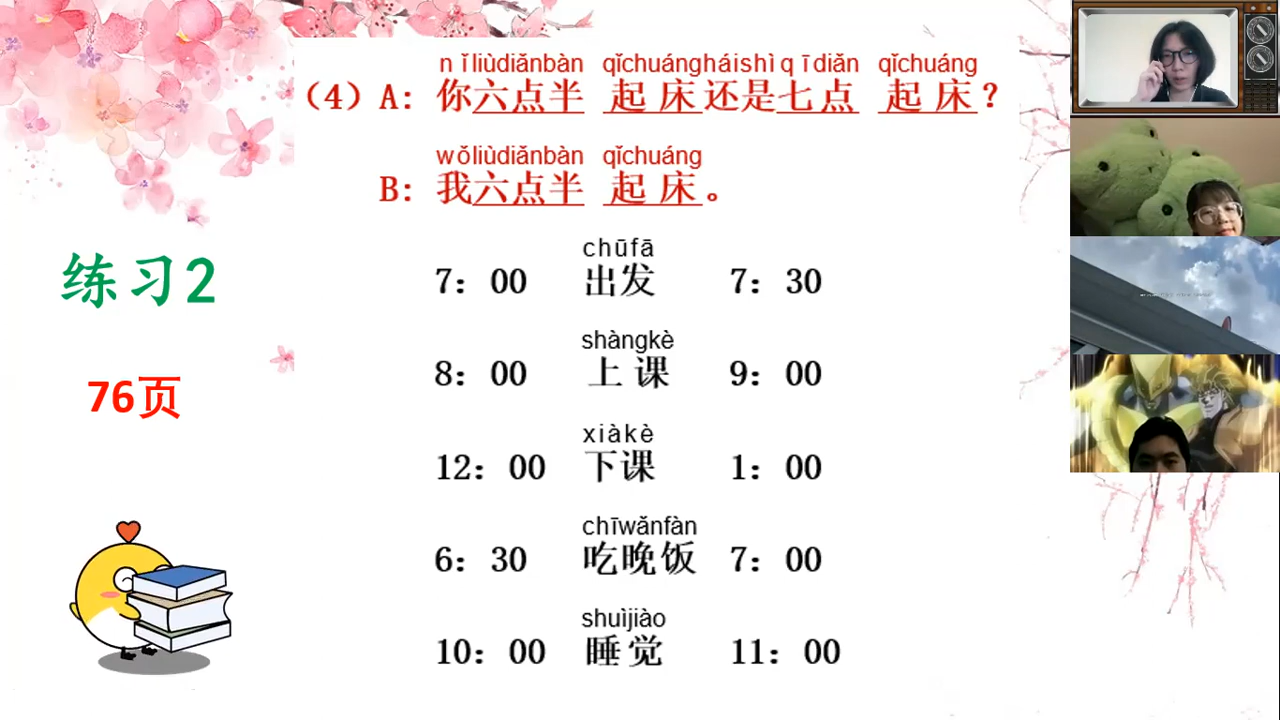 nǐliùdiǎnbàn qǐchuángháishìqīdiǎn qǐchuáng
（4）A：你六点半 起床还是七点 起床？
wǒliùdiǎnbàn qǐchuáng
B：我六点半 起床。
练习2
76页
chūfā
7：00 出发 7：30
shàngkè
8：00 上课 9：00
xiàkè
12：00 下课 1：00
chīwǎnfàn
6：30 吃晚饭 7：00
shuìjiào
10：00 睡觉 11：00